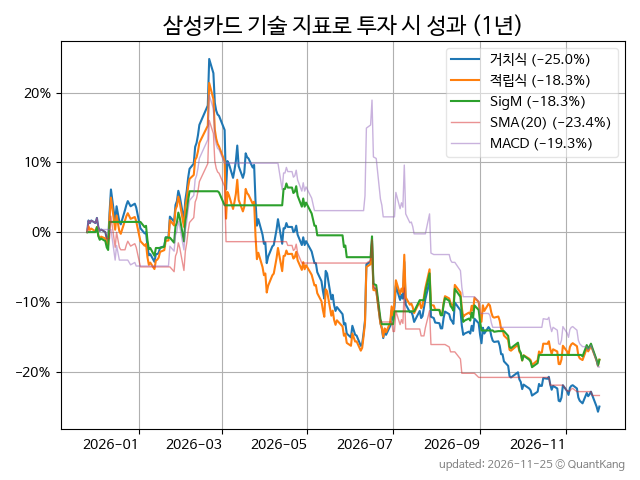 삼성카드 기술 지표로 투자 시 성과 (1년)
거치식 (−25.0%)
적립식 (−18.3%)
SigM (−18.3%)
SMA(20) (−23.4%)
MACD (−19.3%)
20%
10%
0%
−10%
−20%
2026-01 2026-03 2026-05 2026-07 2026-09 2026-11
updated: 2026-11-25 © QuantKang